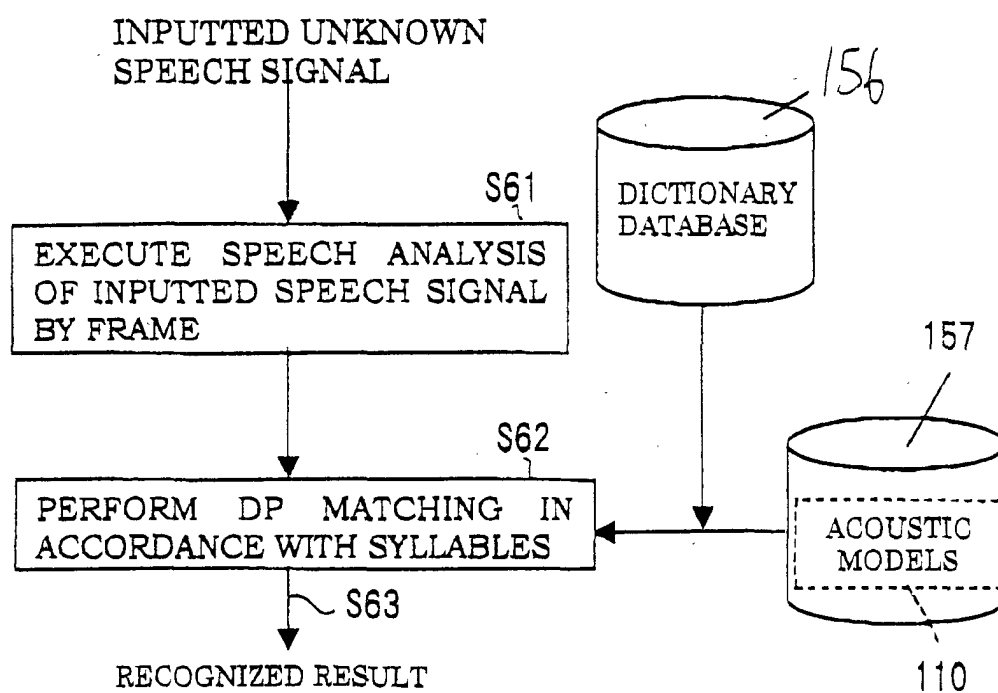 INPUTTED UNKNOWN
SPEECH SIGNAL
156
DICTIONARY
DATABASE
S61
EXECUTE SPEECH ANALYSIS
OF INPUTTED SPEECH SIGNAL
BY FRAME
157
S62
PERFORM DP MATCHING IN
ACCORDANCE WITH SYLLABLES
ACOUSTIC
MODELS
S63
RECOGNIZED RESULT
110